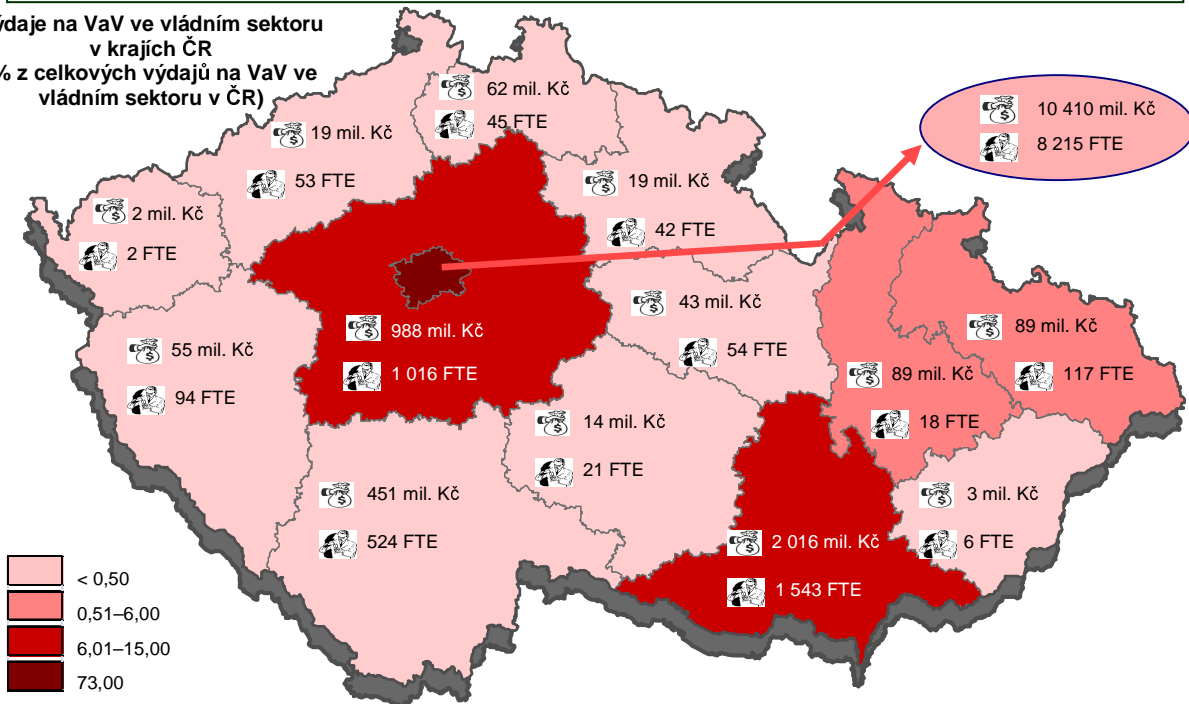 ýdaje na VaV ve vládním sektoru
v krajích ČR
% z celkových výdajů na VaV ve
vládním sektoru v ČR)
62 mil. Kč
45 FTE
19 mil. Kč
53 FTE
10 410 mil. Kč
8 215 FTE
19 mil. Kč
42 FTE
2 mil. Kč
2 FTE
43 mil. Kč
54 FTE
988 mil. Kč
1 016 FTE
55 mil. Kč
94 FTE
89 mil. Kč
117 FTE
89 mil. Kč
18 FTE
14 mil. Kč
21 FTE
451 mil. Kč
524 FTE
3 mil. Kč
6 FTE
2 016 mil. Kč
1 543 FTE
< 0,50
0,51–6,00
6,01–15,00
73,00